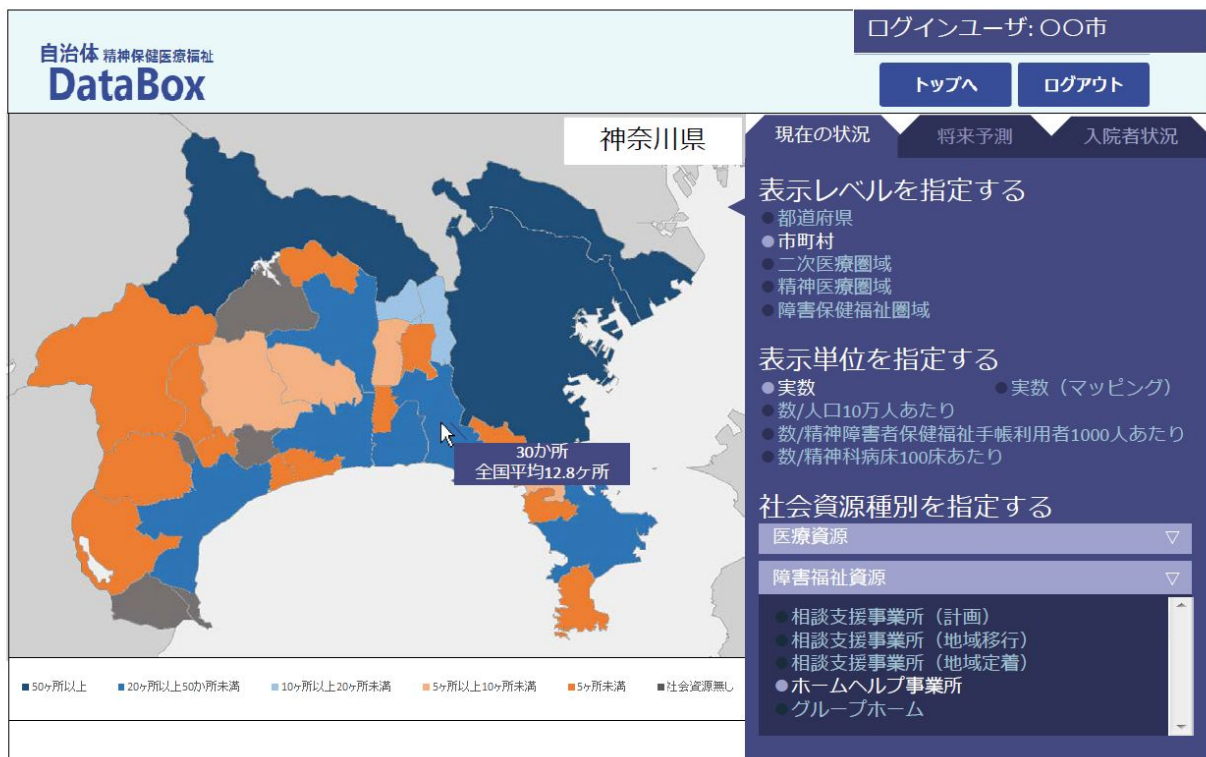 ログインユーザ: 〇〇市
自治体 精神保健医療福祉
DataBox
トップへ
ログアウト
神奈川県
現在の状況
将来予測
入院者状況
表示レベルを指定する
都道府県
市町村
二次医療圏域
精神医療圏域
障害保健福祉圏域
表示単位を指定する
実数
実数（マッピング）
数/人口10万人あたり
数/精神障害者保健福祉手帳利用者1000人あたり
数/精神科病床100床あたり
30か所
全国平均12.8ヶ所
社会資源種別を指定する
医療資源 ▽
障害福祉資源 ▽
相談支援事業所（計画）
相談支援事業所（地域移行）
相談支援事業所（地域定着）
ホームヘルプ事業所
グループホーム
50ヶ所以上
20ヶ所以上50か所未満
10ヶ所以上20ヶ所未満
5ヶ所以上10ヶ所未満
5ヶ所未満
社会資源無し